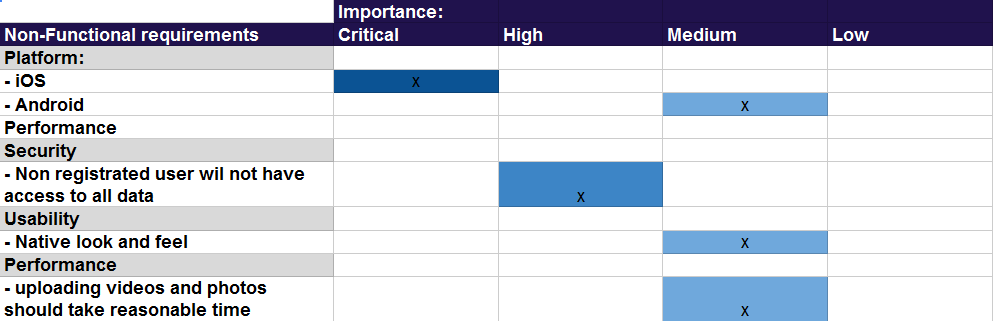 Importance:
Non-Functional requirements Critical High Medium Low
Platform:
- iOS x
- Android x
Performance
Security
- Non registrated user wil not have
access to all data x
Usability
- Native look and feel x
Performance
- uploading videos and photos
should take reasonable time x